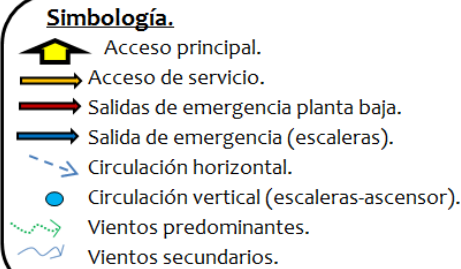 Simbología.
Acceso principal.
Acceso de servicio.
Salidas de emergencia planta baja.
Salida de emergencia (escaleras).
Circulación horizontal.
Circulación vertical (escaleras-ascensor).
Vientos predominantes.
Vientos secundarios.